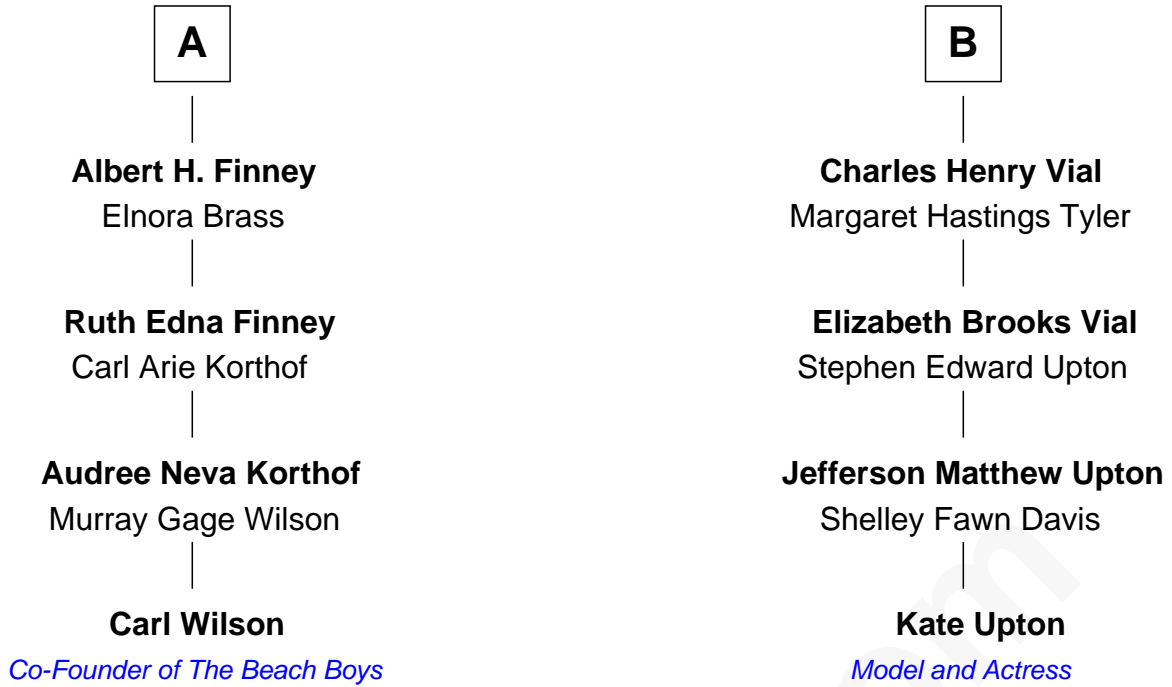 A
Albert H. Finney
Elnora Brass
Ruth Edna Finney
Carl Arie Korthof
Audree Neva Korthof
Murray Gage Wilson
Carl Wilson
Co-Founder of The Beach Boys
B
Charles Henry Vial
Margaret Hastings Tyler
Elizabeth Brooks Vial
Stephen Edward Upton
Jefferson Matthew Upton
Shelley Fawn Davis
Kate Upton
Model and Actress